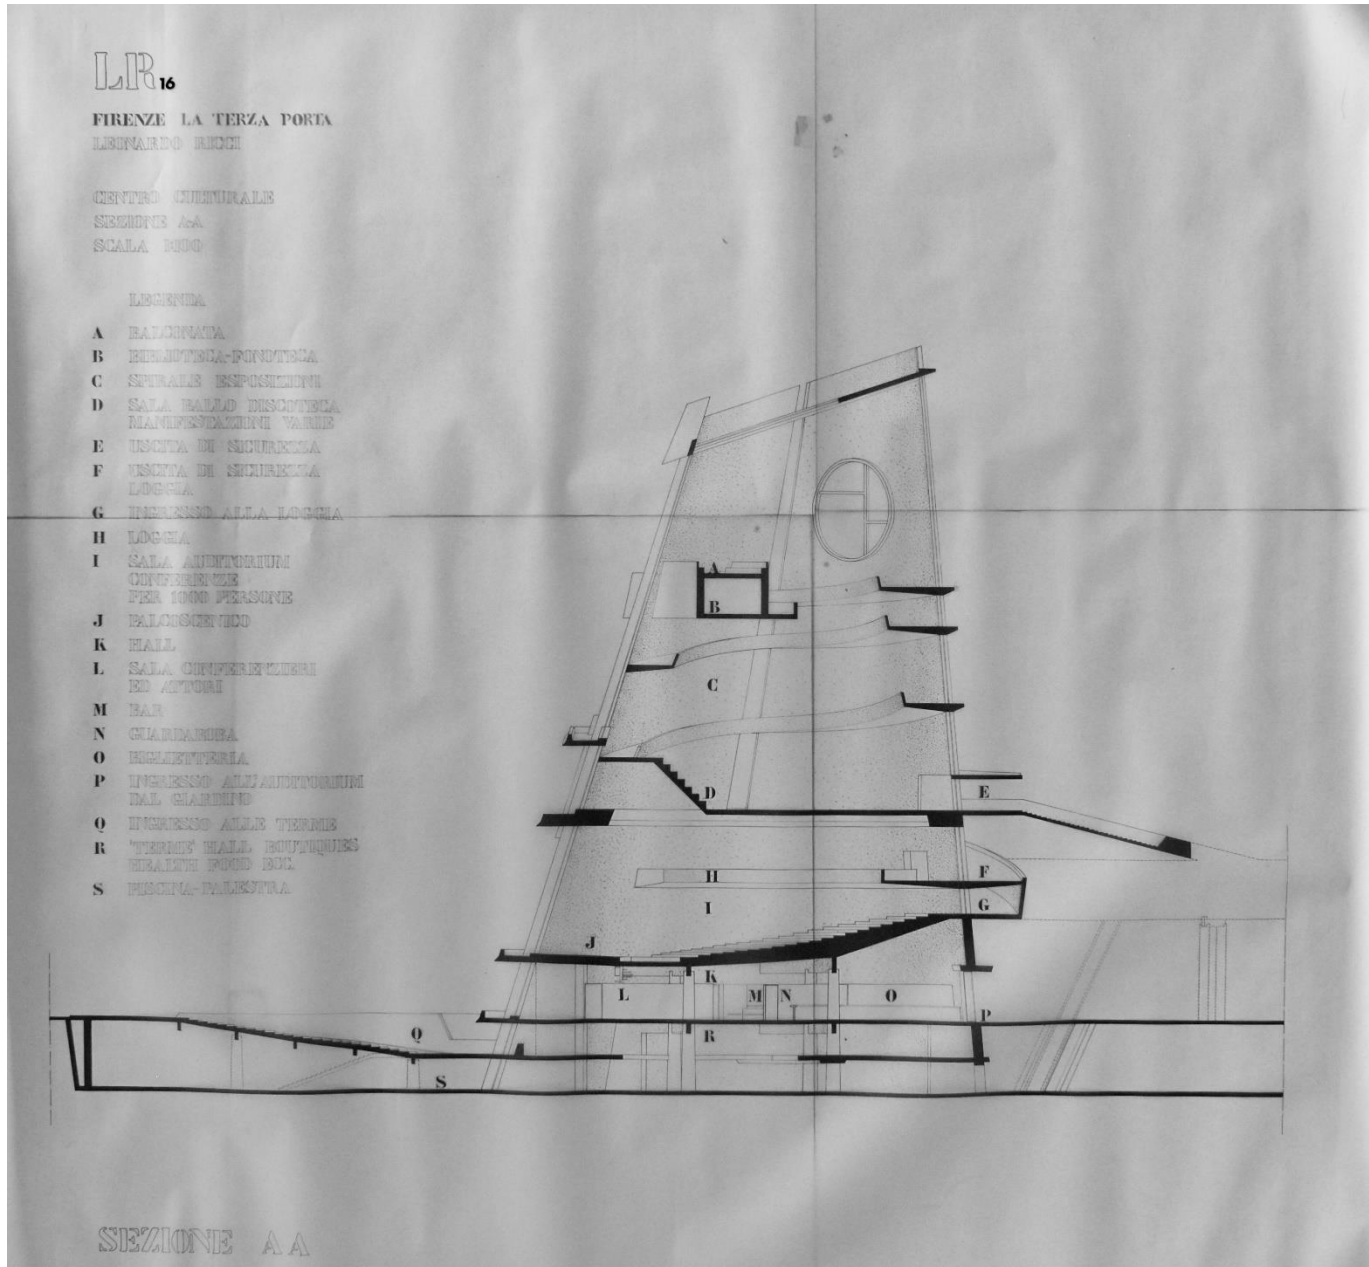 LR 16
FIRENZE LA TERZA PORTA
LEONARDO RICCI
CENTRO CULTURALE
SEZIONE A-A
SCALA 1:100
LEGENDA
A BALCONATA
B BIBLIOTECA-FONOTECA
C SPIRALE ESPOSIZIONI
D SALA BALLO DISCOTECA
MANIFESTAZIONI VARIE
E USCITA DI SICUREZZA
F USCITA DI SICUREZZA
LOGGIA
G INGRESSO ALLA LOGGIA
H LOGGIA
I SALA AUDITORIUM
CONFERENZE
PER 1000 PERSONE
J PALCOSCENICO
K HALL
L SALA CONFERENZIERI
ED ATTORI
M BAR
N GUARDAROBA
O BIGLIETTERIA
P INGRESSO ALL'AUDITORIUM
DAL GIARDINO
Q INGRESSO ALLE TERME
R 'TERME' HALL BOUTIQUES
HEALTH FOOD ECC.
S PISCINA-PALESTRA
A
B
C
D
E
H
F
I
G
J
K
L
M
N
O
P
Q
R
S
SEZIONE A A